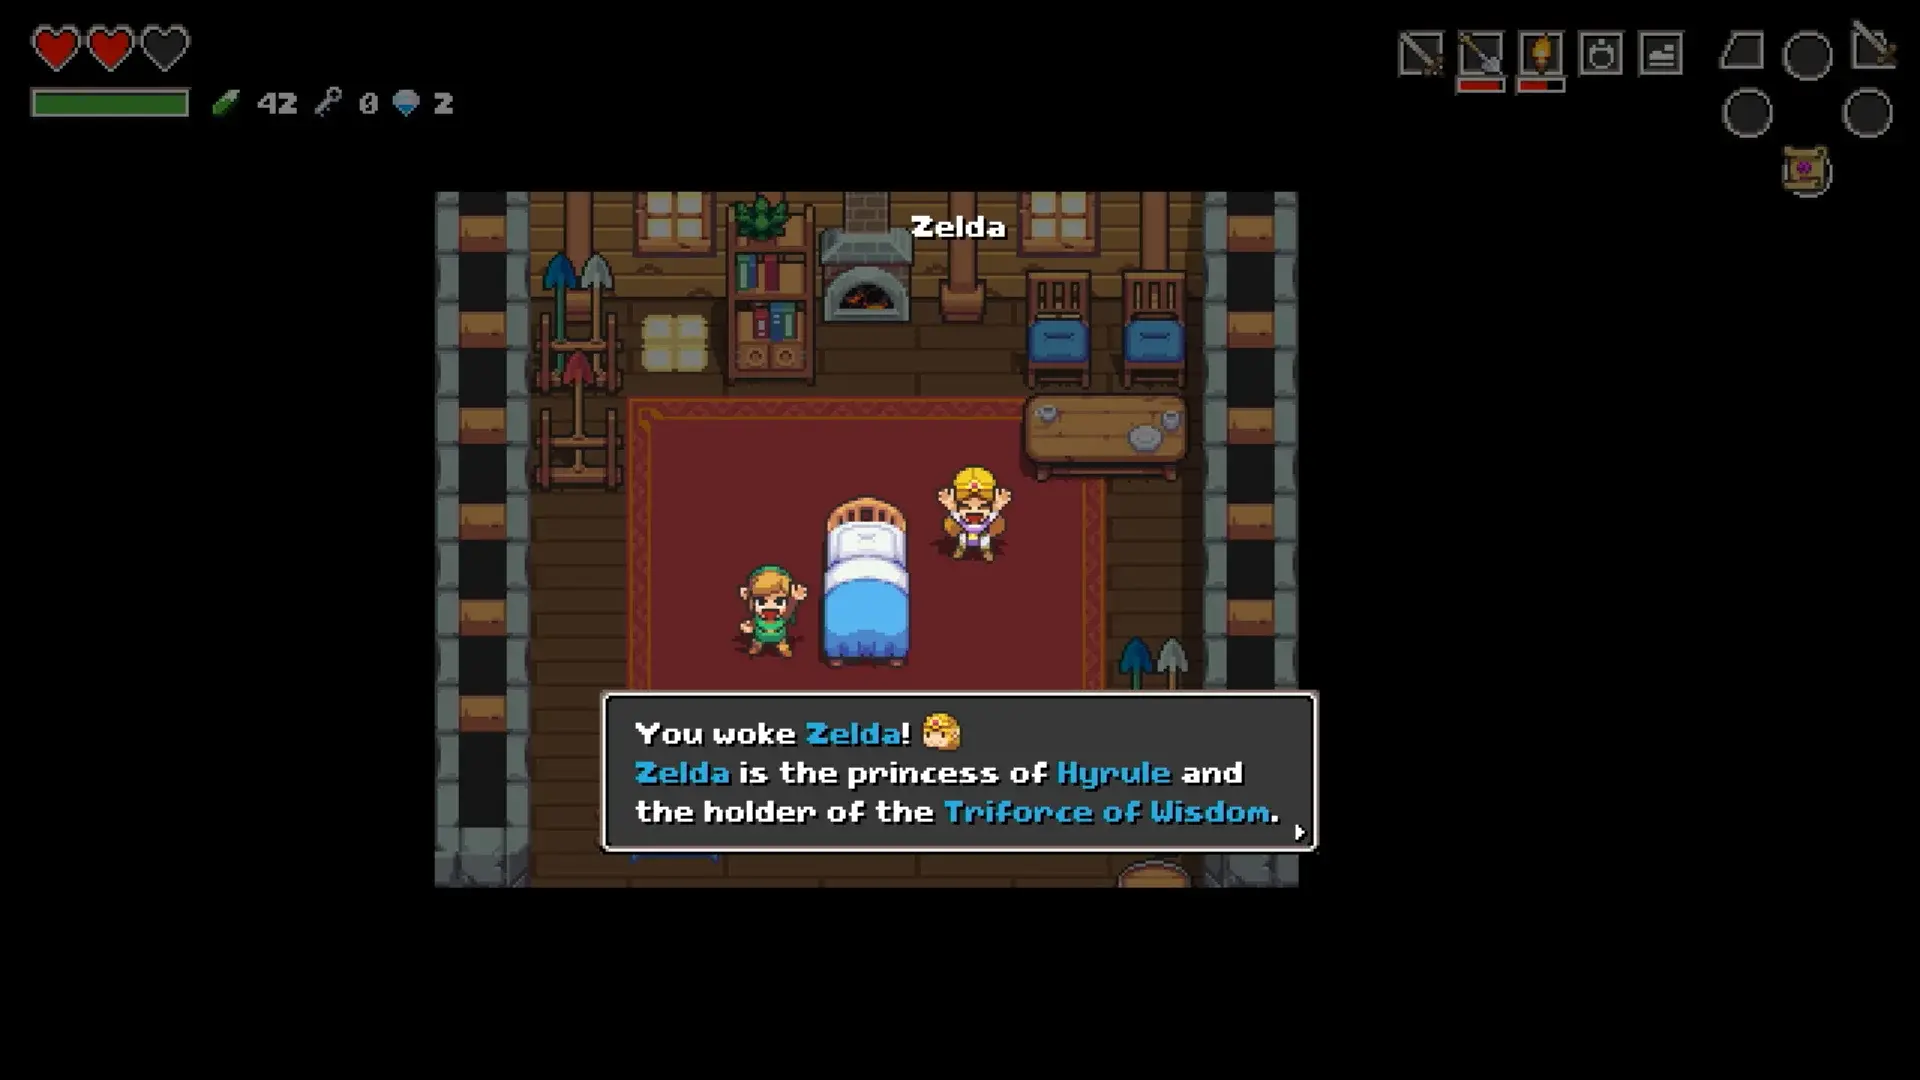 42 0 2
Zelda
You woke Zelda!
Zelda is the princess of Hyrule and
the holder of the Triforce of Wisdom.